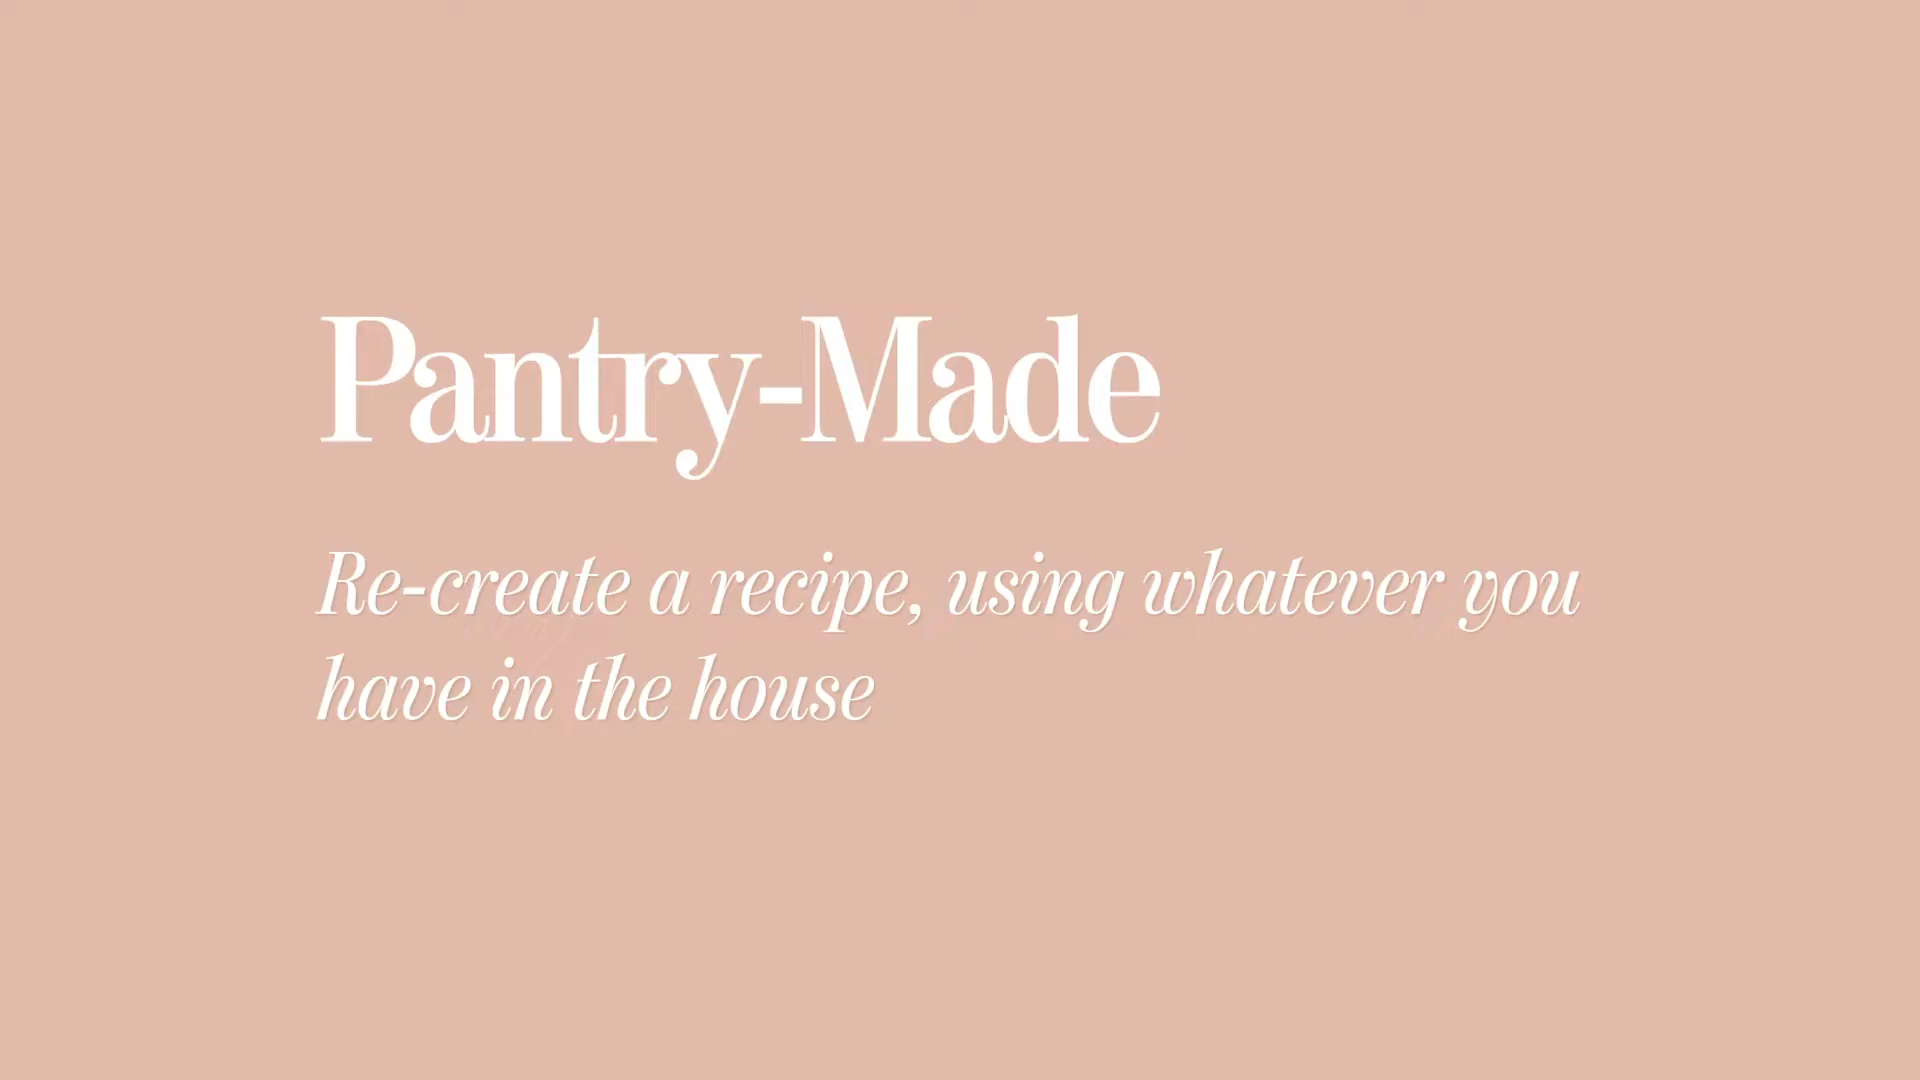 Pantry-Made
Re-create a recipe, using whatever you
have in the house